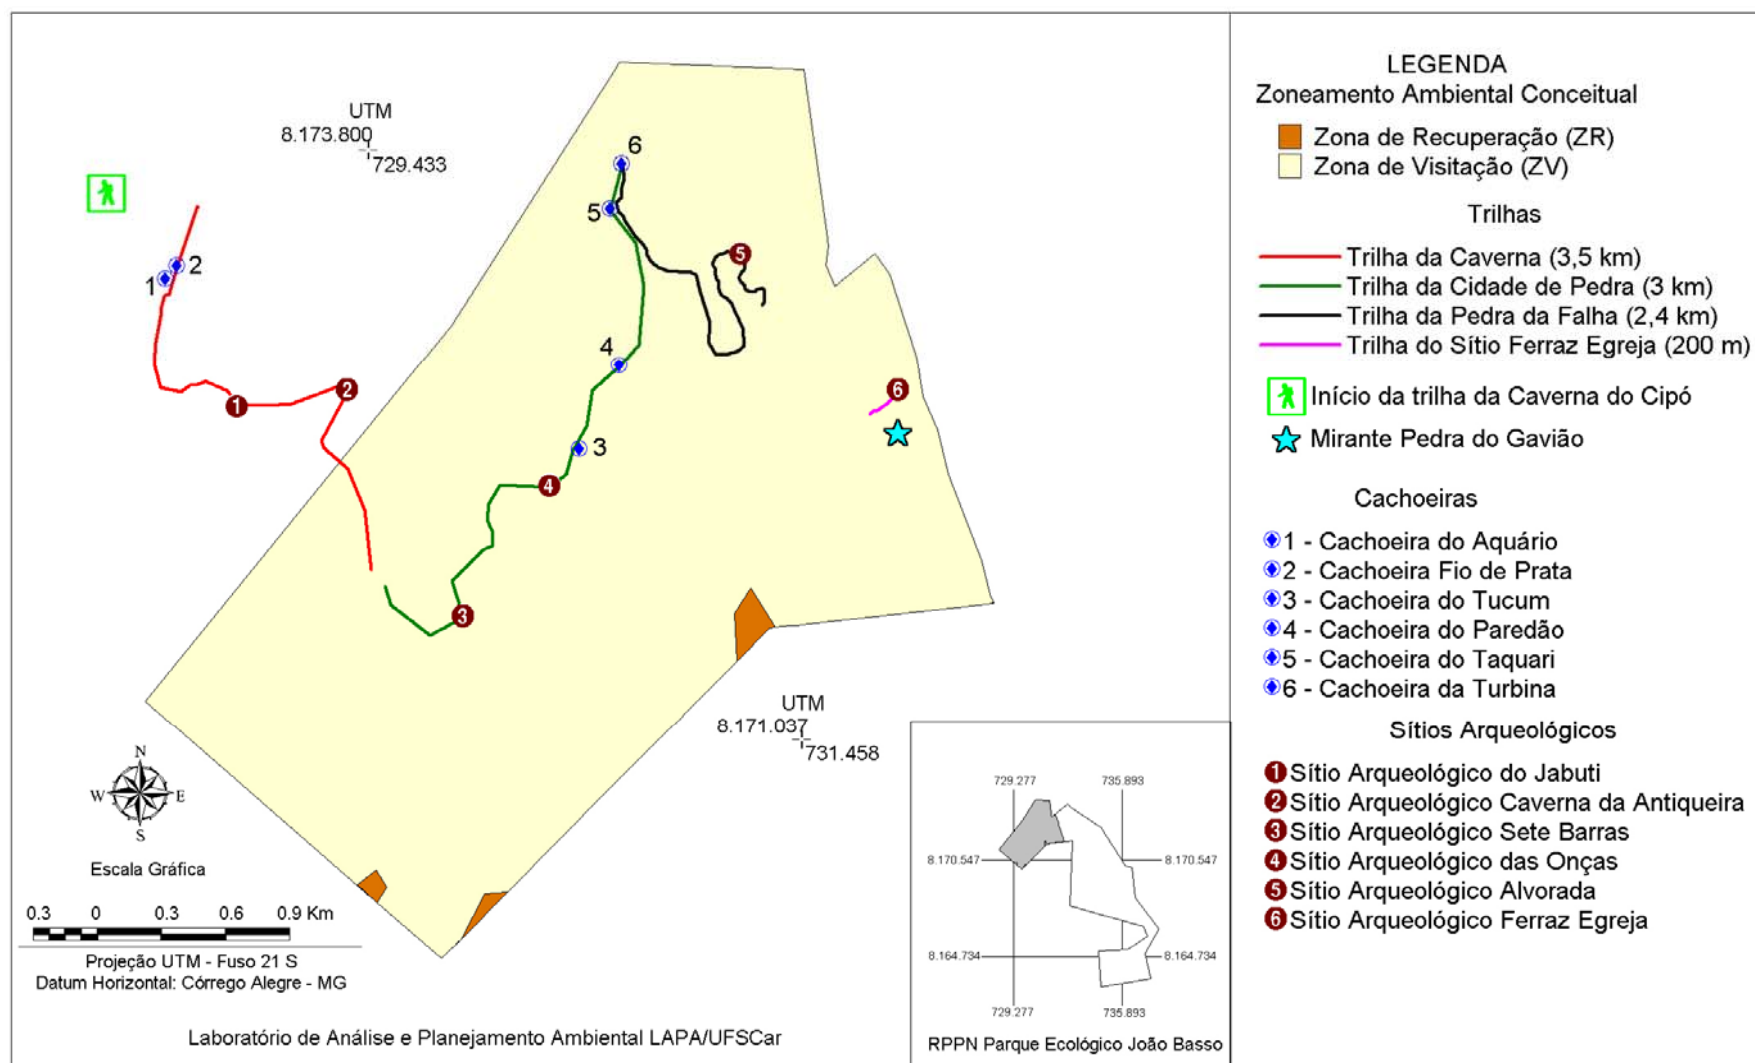 UTM
8.173.800
729.433
6
5
5
2
1
4
2
1
6
3
4
3
UTM
8.171.037
731.458
N
W E
S
Escala Gráfica
0.3 0 0.3 0.6 0.9 Km
Projeção UTM - Fuso 21 S
Datum Horizontal: Córrego Alegre - MG
Laboratório de Análise e Planejamento Ambiental LAPA/UFSCar
729.277 735.893
8.170.547 8.170.547
8.164.734 8.164.734
729.277 735.893
RPPN Parque Ecológico João Basso
LEGENDA
Zoneamento Ambiental Conceitual
Zona de Recuperação (ZR)
Zona de Visitação (ZV)
Trilhas
Trilha da Caverna (3,5 km)
Trilha da Cidade de Pedra (3 km)
Trilha da Pedra da Falha (2,4 km)
Trilha do Sítio Ferraz Egreja (200 m)
Início da trilha da Caverna do Cipó
Mirante Pedra do Gavião
Cachoeiras
1 - Cachoeira do Aquário
2 - Cachoeira Fio de Prata
3 - Cachoeira do Tucum
4 - Cachoeira do Paredão
5 - Cachoeira do Taquari
6 - Cachoeira da Turbina
Sítios Arqueológicos
1 Sítio Arqueológico do Jabuti
2 Sítio Arqueológico Caverna da Antiqueira
3 Sítio Arqueológico Sete Barras
4 Sítio Arqueológico das Onças
5 Sítio Arqueológico Alvorada
6 Sítio Arqueológico Ferraz Egreja